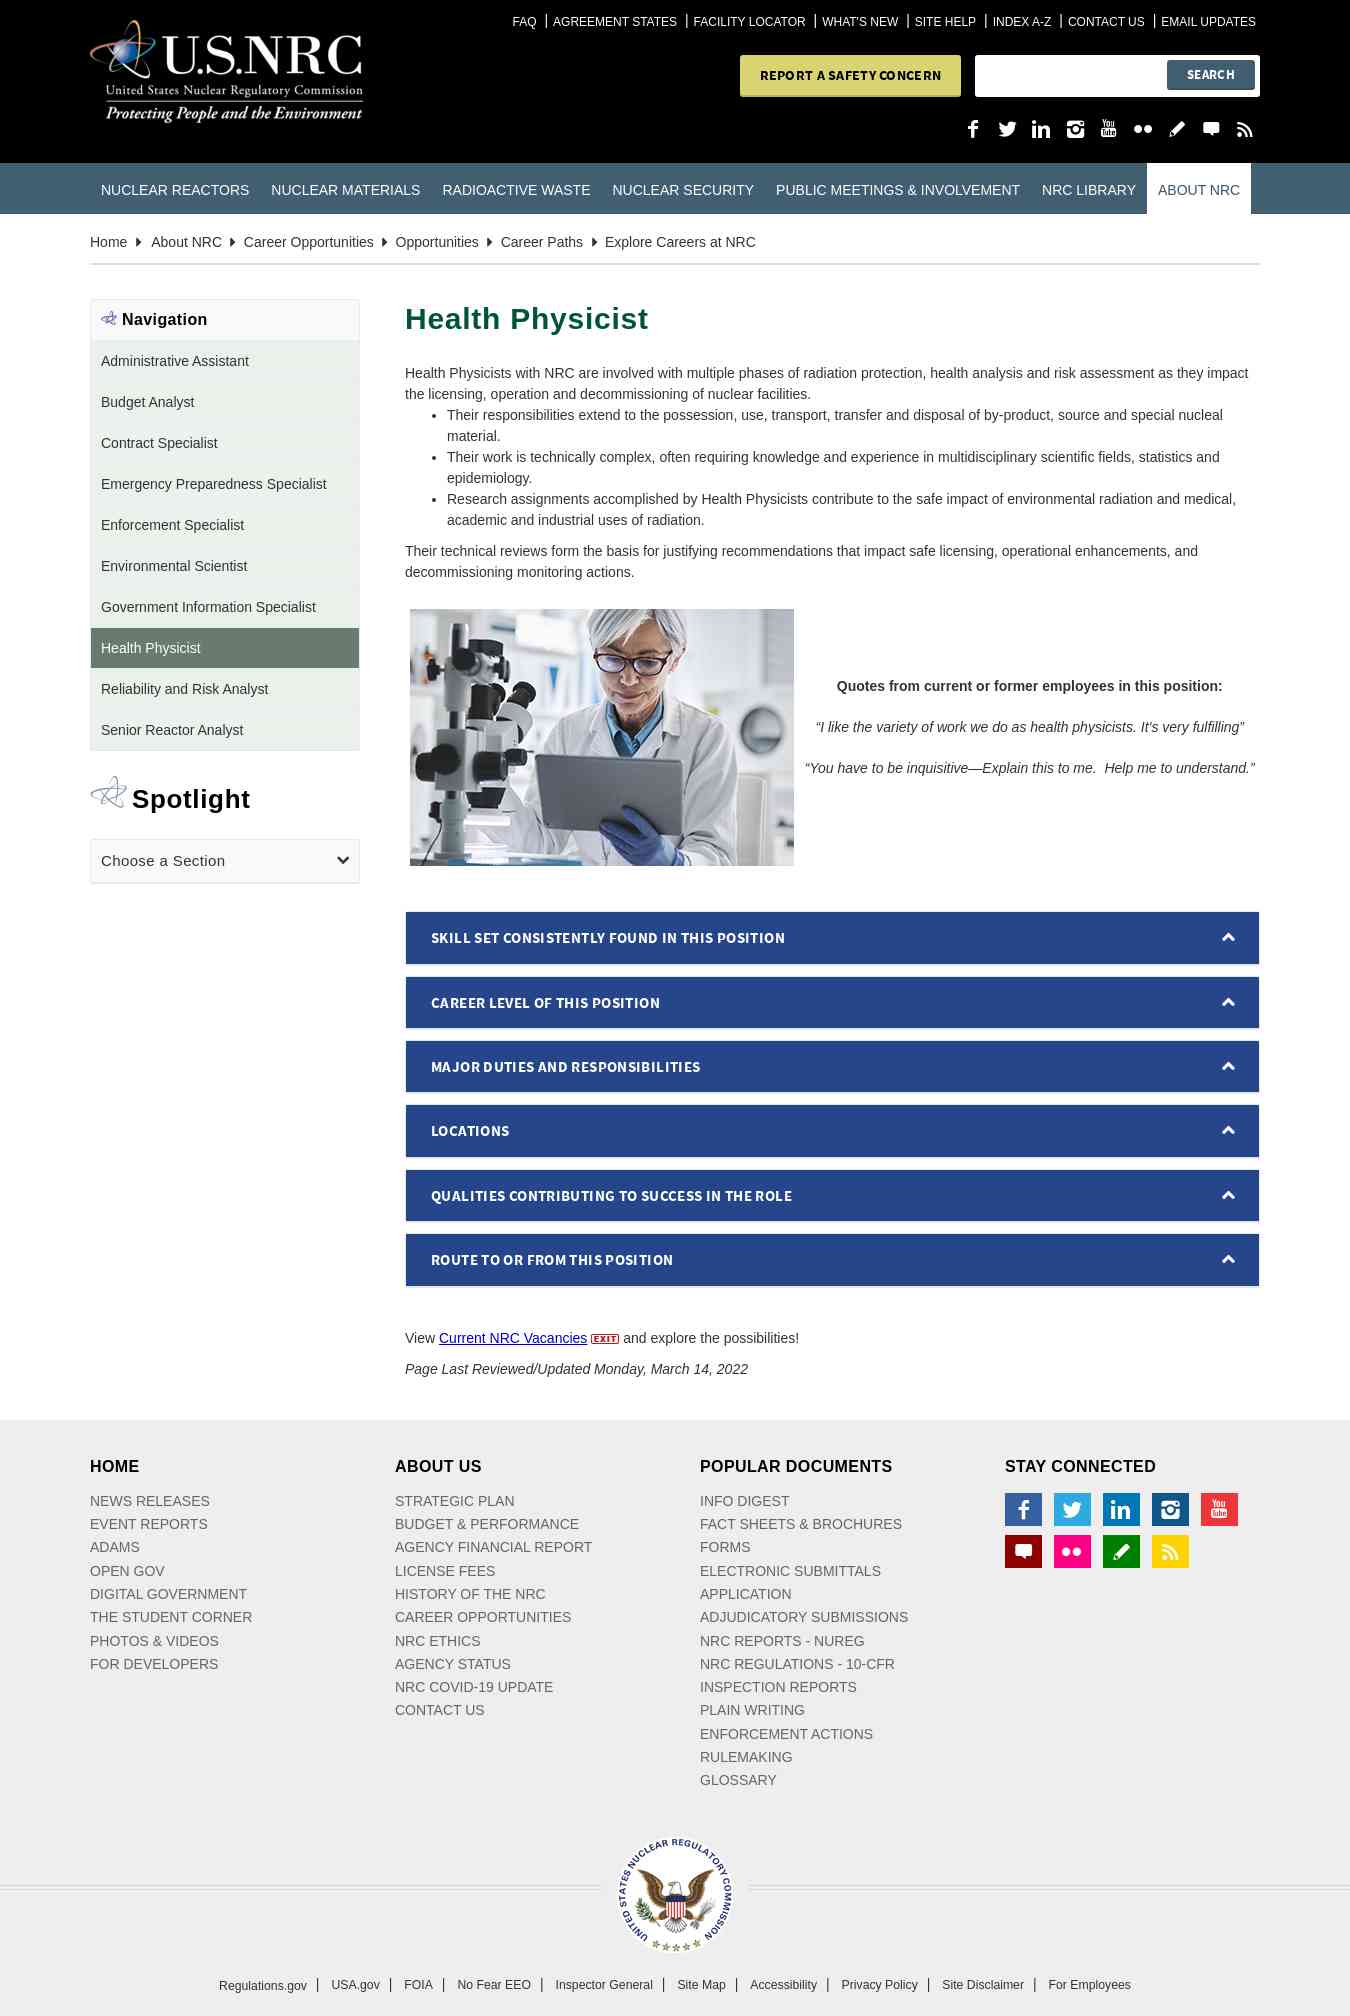 FAQ | AGREEMENT STATES | FACILITY LOCATOR | WHAT'S NEW | SITE HELP | INDEX A-Z | CONTACT US | EMAIL UPDATES
U.S.NRC
United States Nuclear Regulatory Commission
Protecting People and the Environment
REPORT A SAFETY CONCERN
SEARCH
You
Tube
NUCLEAR REACTORS NUCLEAR MATERIALS RADIOACTIVE WASTE NUCLEAR SECURITY PUBLIC MEETINGS & INVOLVEMENT NRC LIBRARY ABOUT NRC
Home About NRC Career Opportunities Opportunities Career Paths Explore Careers at NRC
Navigation
Administrative Assistant
Budget Analyst
Contract Specialist
Emergency Preparedness Specialist
Enforcement Specialist
Environmental Scientist
Government Information Specialist
Health Physicist
Reliability and Risk Analyst
Senior Reactor Analyst
Spotlight
Choose a Section
Health Physicist
Health Physicists with NRC are involved with multiple phases of radiation protection, health analysis and risk assessment as they impact
the licensing, operation and decommissioning of nuclear facilities.
• Their responsibilities extend to the possession, use, transport, transfer and disposal of by-product, source and special nuclear
material.
• Their work is technically complex, often requiring knowledge and experience in multidisciplinary scientific fields, statistics and
epidemiology.
• Research assignments accomplished by Health Physicists contribute to the safe impact of environmental radiation and medical,
academic and industrial uses of radiation.
Their technical reviews form the basis for justifying recommendations that impact safe licensing, operational enhancements, and
decommissioning monitoring actions.
Quotes from current or former employees in this position:
“I like the variety of work we do as health physicists. It's very fulfilling”
“You have to be inquisitive—Explain this to me. Help me to understand.”
SKILL SET CONSISTENTLY FOUND IN THIS POSITION
CAREER LEVEL OF THIS POSITION
MAJOR DUTIES AND RESPONSIBILITIES
LOCATIONS
QUALITIES CONTRIBUTING TO SUCCESS IN THE ROLE
ROUTE TO OR FROM THIS POSITION
View Current NRC Vacancies EXIT and explore the possibilities!
Page Last Reviewed/Updated Monday, March 14, 2022
HOME
NEWS RELEASES
EVENT REPORTS
ADAMS
OPEN GOV
DIGITAL GOVERNMENT
THE STUDENT CORNER
PHOTOS & VIDEOS
FOR DEVELOPERS
ABOUT US
STRATEGIC PLAN
BUDGET & PERFORMANCE
AGENCY FINANCIAL REPORT
LICENSE FEES
HISTORY OF THE NRC
CAREER OPPORTUNITIES
NRC ETHICS
AGENCY STATUS
NRC COVID-19 UPDATE
CONTACT US
POPULAR DOCUMENTS
INFO DIGEST
FACT SHEETS & BROCHURES
FORMS
ELECTRONIC SUBMITTALS
APPLICATION
ADJUDICATORY SUBMISSIONS
NRC REPORTS - NUREG
NRC REGULATIONS - 10-CFR
INSPECTION REPORTS
PLAIN WRITING
ENFORCEMENT ACTIONS
RULEMAKING
GLOSSARY
STAY CONNECTED
You
Tube
UNITED STATES NUCLEAR REGULATORY COMMISSION
Regulations.gov | USA.gov | FOIA | No Fear EEO | Inspector General | Site Map | Accessibility | Privacy Policy | Site Disclaimer | For Employees